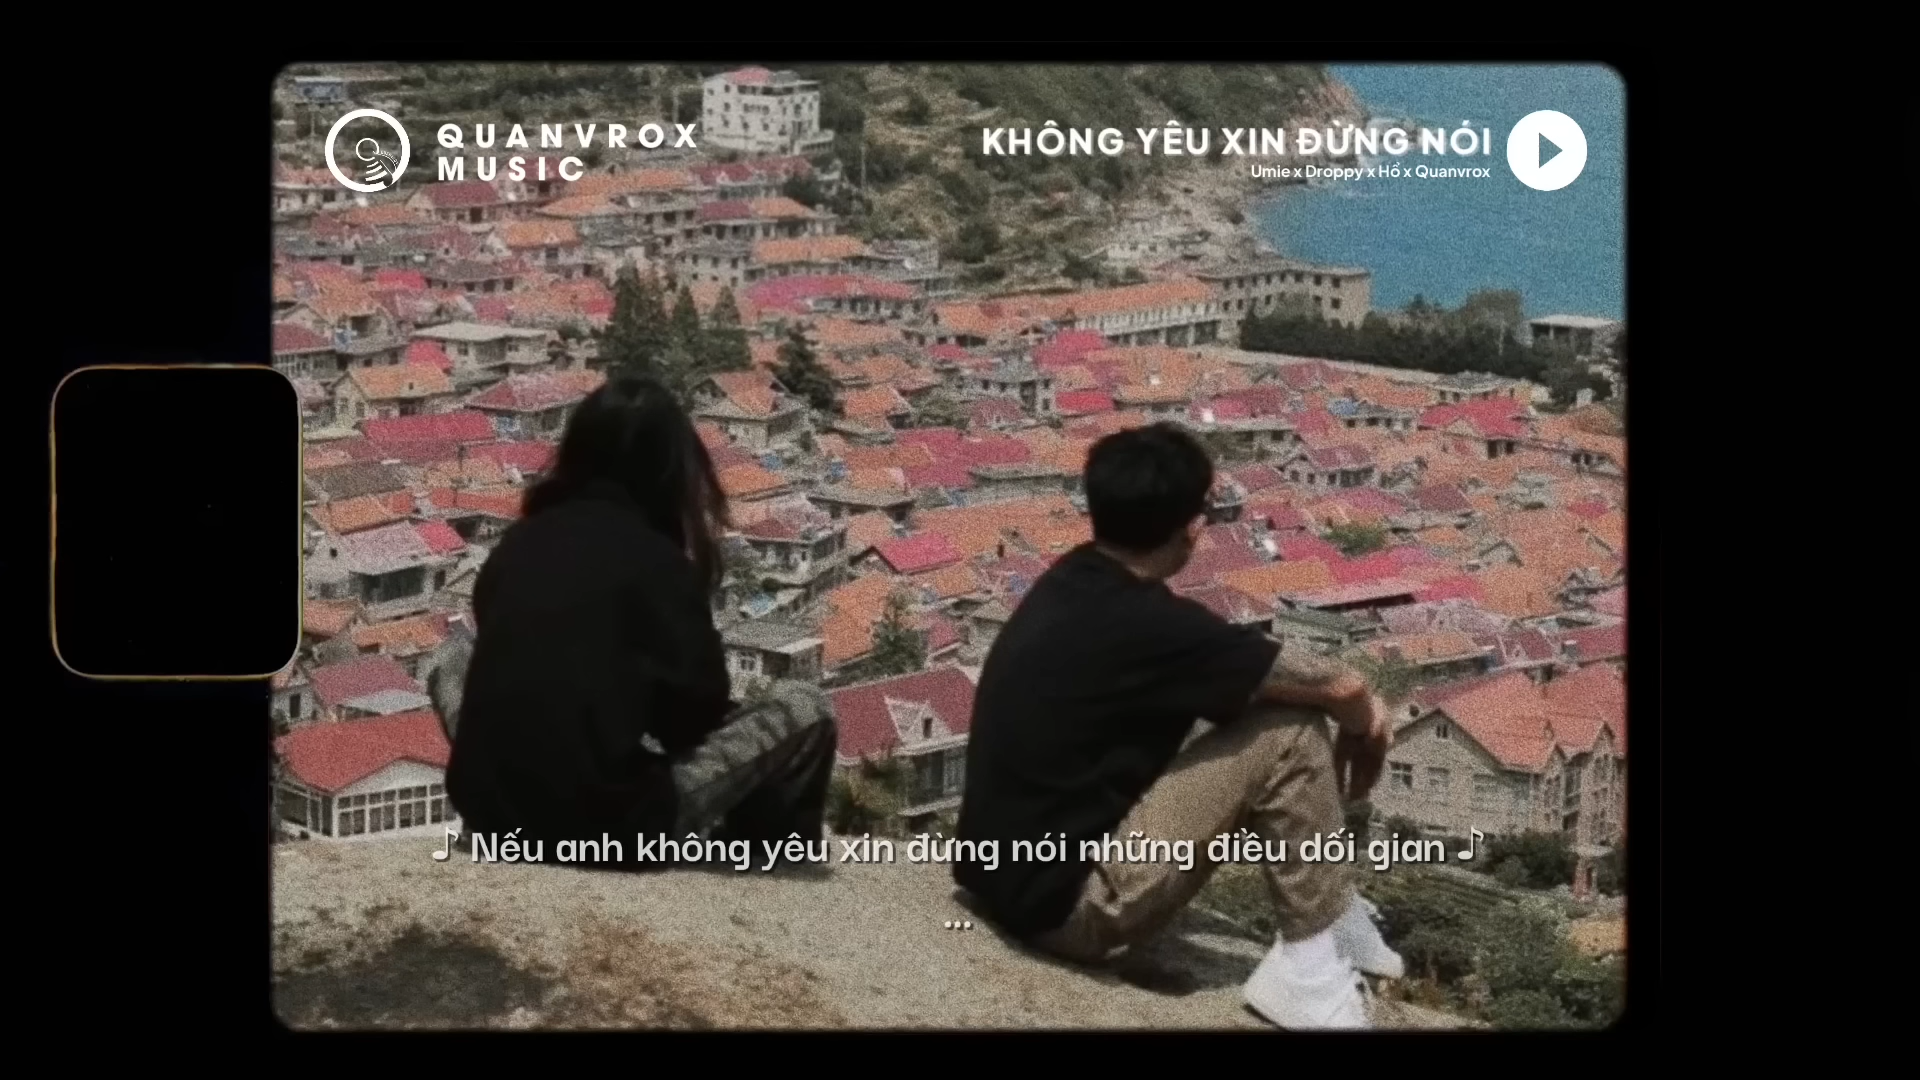 QUANVROX
MUSIC
KHÔNG YÊU XIN ĐỪNG NÓI
Umie x Droppy x Hổ x Quanvrox
♪ Nếu anh không yêu xin đừng nói những điều dối gian ♪
...